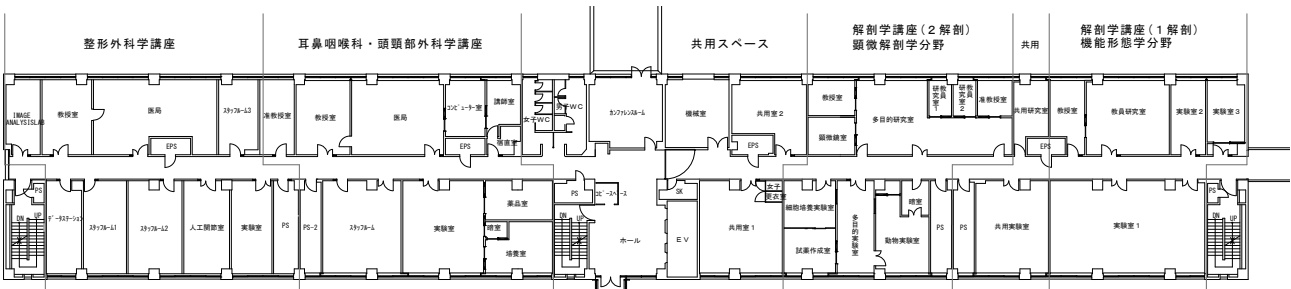 整形外科学講座
耳鼻咽喉科・頭頸部外科学講座
共用スペース
解剖学講座(２解剖)
顕微解剖学分野
共用
解剖学講座(１解剖)
機能形態学分野
IMAGE
ANALYSISLAB
教授室
医局
スタッフルーム3
准教授室
教授室
医局
コンピューター室
講師室
宿直室
女子WC
男子WC
カンファレンスルーム
機械室
共用室2
教授室
顕微鏡室
多目的研究室
教員
研究室1
教員
研究室2
准教授室
共用研究室
教授室
教員研究室
実験室2
実験室3
EPS
EPS
EPS
EPS
PS
DN
UP
データステーション
スタッフルーム1
スタッフルーム2
人工関節室
実験室
PS
PS-2
スタッフルーム
実験室
薬品室
暗室
培養室
PS
DN
UP
コピースペース
ホール
SK
EV
共用室1
女子
更衣室
細胞培養実験室
試薬作成室
多目的実験室
暗室
動物実験室
PS
PS
共用実験室
実験室1
PS
DN
UP